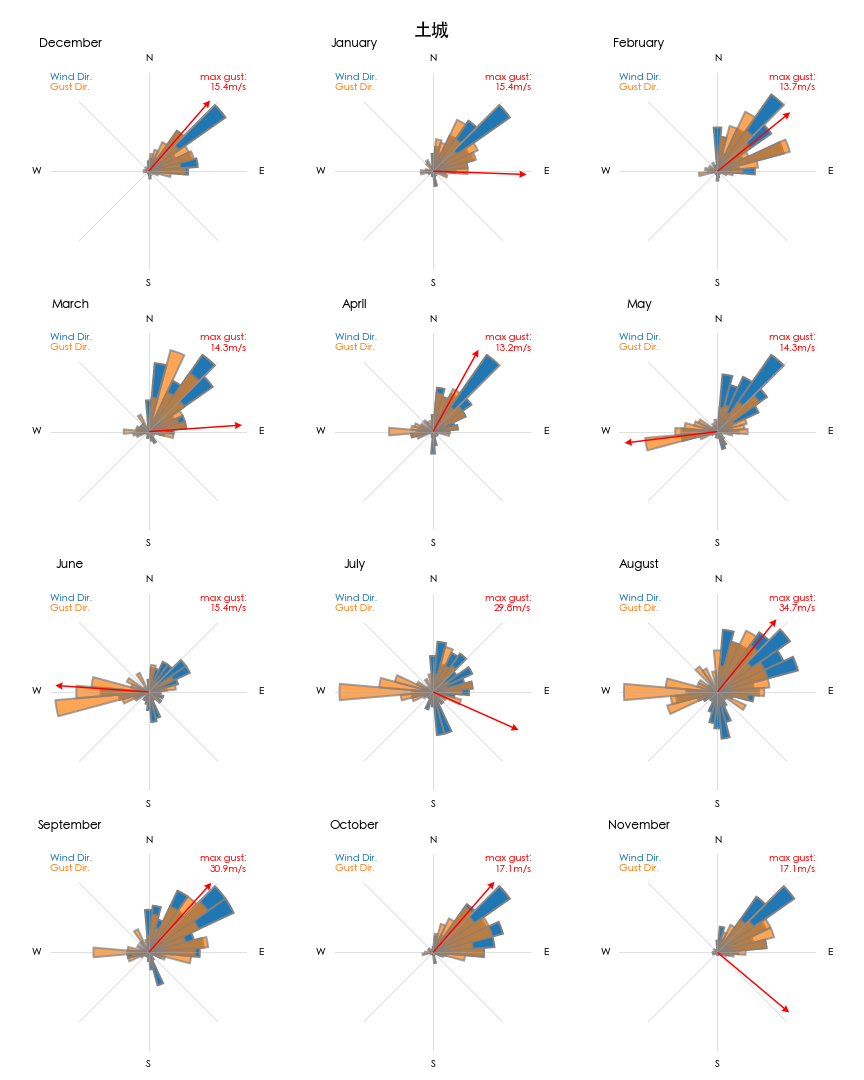 土城
December
January
February
N
N
N
Wind Dir.
Gust Dir.
max gust:
15.4m/s
Wind Dir.
Gust Dir.
max gust:
15.4m/s
Wind Dir.
Gust Dir.
max gust:
13.7m/s
W
E
W
E
W
E
S
S
S
March
April
May
N
N
N
Wind Dir.
Gust Dir.
max gust:
14.3m/s
Wind Dir.
Gust Dir.
max gust:
13.2m/s
Wind Dir.
Gust Dir.
max gust:
14.3m/s
W
E
W
E
W
E
S
S
S
June
July
August
N
N
N
Wind Dir.
Gust Dir.
max gust:
15.4m/s
Wind Dir.
Gust Dir.
max gust:
29.8m/s
Wind Dir.
Gust Dir.
max gust:
34.7m/s
W
E
W
E
W
E
S
S
S
September
October
November
N
N
N
Wind Dir.
Gust Dir.
max gust:
30.9m/s
Wind Dir.
Gust Dir.
max gust:
17.1m/s
Wind Dir.
Gust Dir.
max gust:
17.1m/s
W
E
W
E
W
E
S
S
S